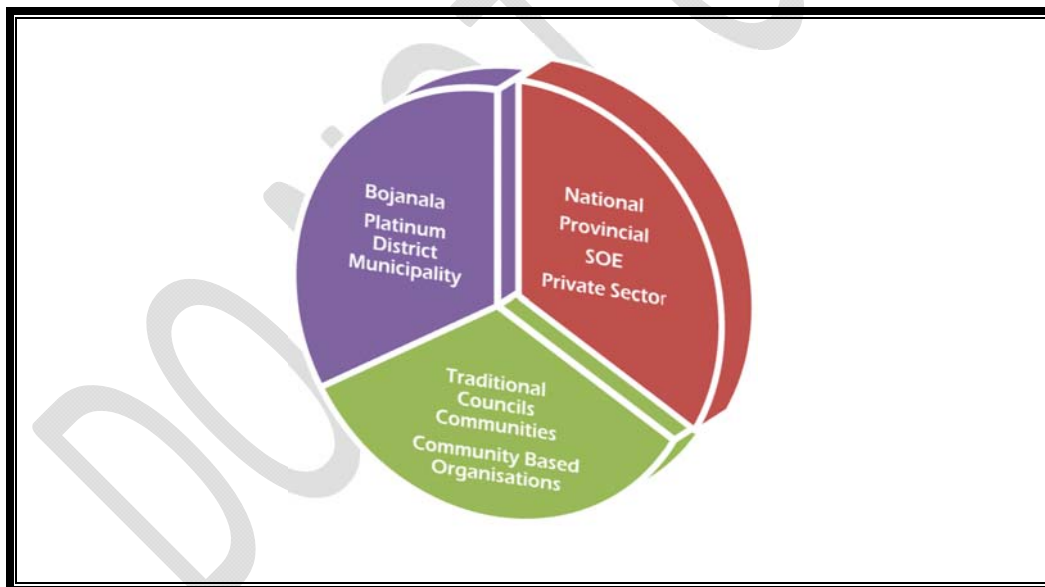 Bojanala
Platinum
District
Municipality
National
Provincial
SOE
Private Sector
Traditional
Councils
Communities
Community Based
Organisations